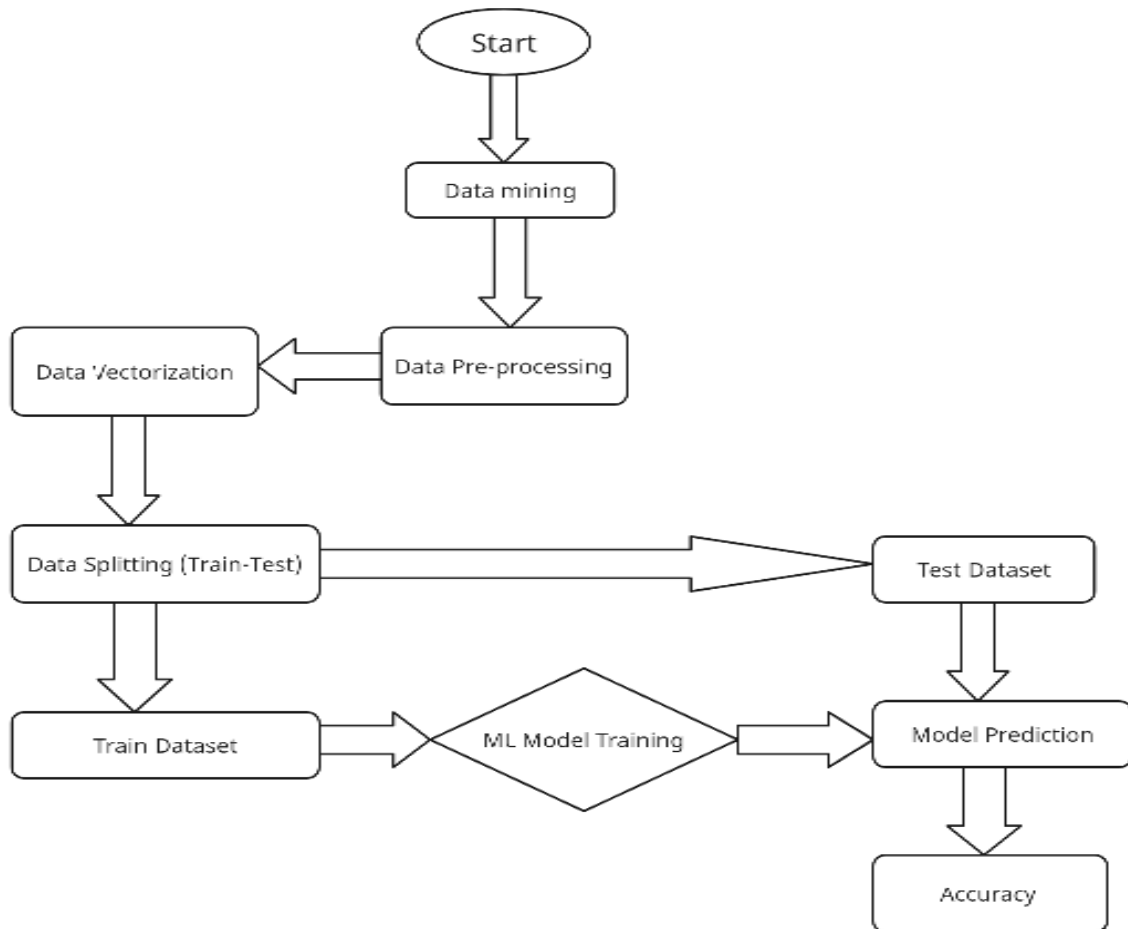 Start
Data mining
Data Pre-processing
Data Vectorization
Data Splitting (Train-Test)
Test Dataset
Train Dataset
ML Model Training
Model Prediction
Accuracy